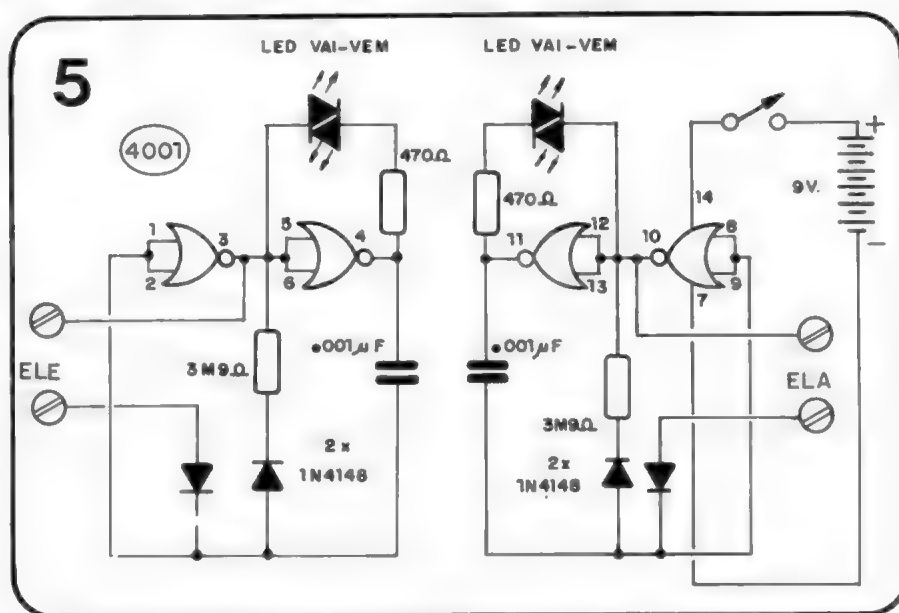 LED VAI-VEM
LED VAI-VEM
5
4001
470Ω
470Ω
+
9V.
-
14
1
2
3
5
6
4
11
12
13
10
8
9
7
.001µF
.001µF
ELE
3M9Ω
ELA
3M9Ω
2x
1N4148
2x
1N4148